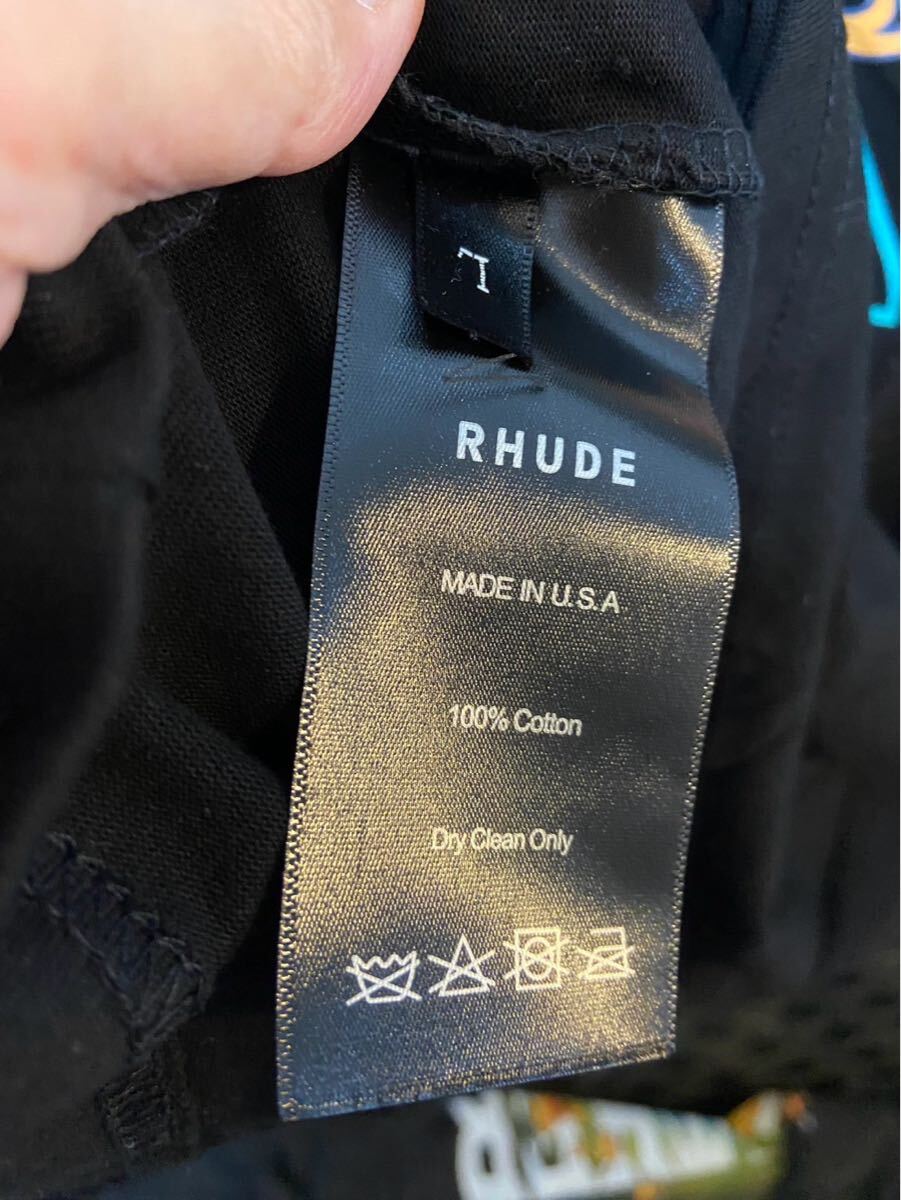 L
RHUDE
MADE IN U.S.A
100% Cotton
Dry Clean Only